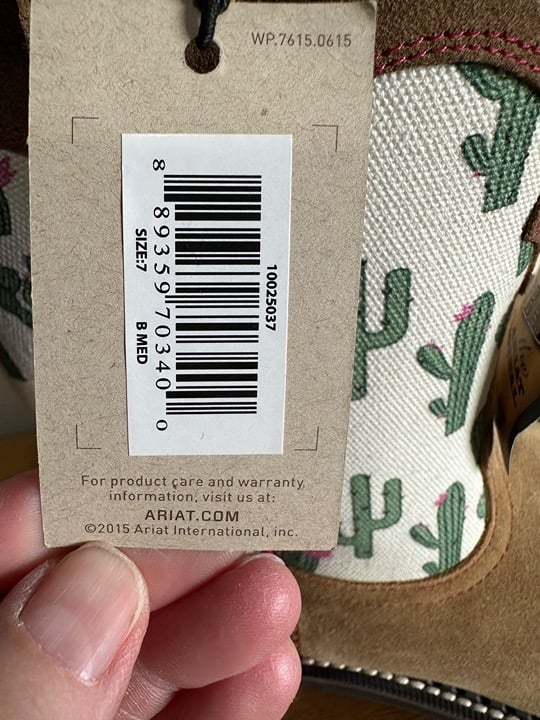 WP.7615.0615
10025037
8 89359 70340 0
SIZE:7 B MED
For product care and warranty
information, visit us at:
ARIAT.COM
©2015 Ariat International, inc.